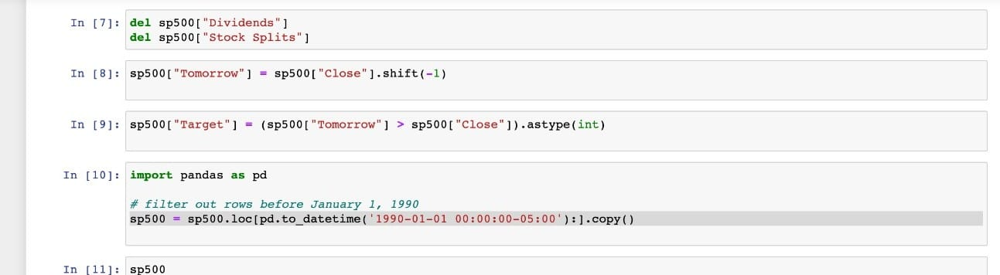 In [7]: del sp500["Dividends"]
del sp500["Stock Splits"]
In [8]: sp500["Tomorrow"] = sp500["Close"].shift(-1)
In [9]: sp500["Target"] = (sp500["Tomorrow"] > sp500["Close"]).astype(int)
In [10]: import pandas as pd
# filter out rows before January 1, 1990
sp500 = sp500.loc[pd.to_datetime('1990-01-01 00:00:00-05:00'):].copy()
In [11]: sp500